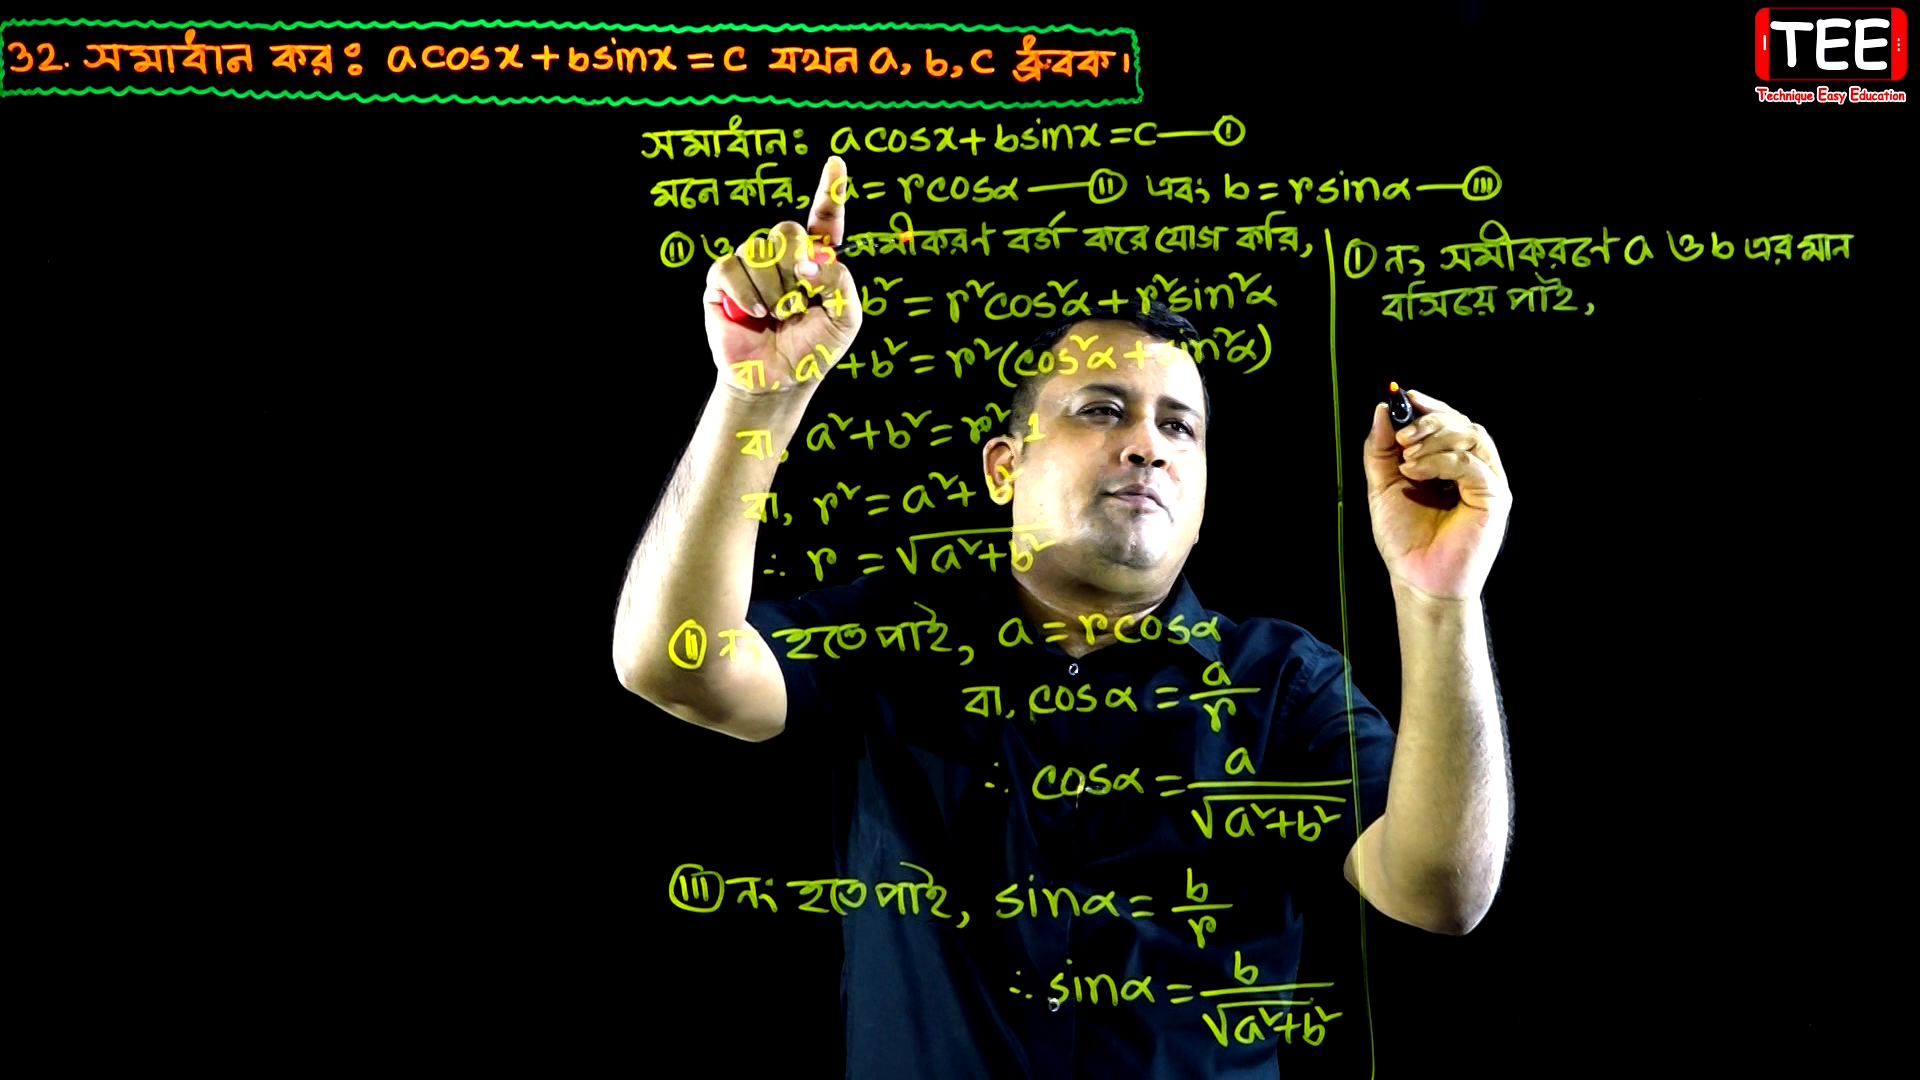 32. সমাধান কর: acosx + bsinx = c যখন a, b, c ধ্রুবক।
TEE
Technique Easy Education
সমাধান: acosx + bsinx = c — (i)
মনে করি, a = rcosα — (ii) এবং b = rsinα — (iii)
(ii) ও (iii) নং সমীকরণ বর্গ করে যোগ করি,
a² + b² = r²cos²α + r²sin²α
বা, a² + b² = r²(cos²α + sin²α)
বা, a² + b² = r² · 1
বা, r² = a² + b²
∴ r = √(a² + b²)
(ii) নং হতে পাই, a = rcosα
বা, cosα = a/r
∴ cosα = a/√(a² + b²)
(iii) নং হতে পাই, sinα = b/r
∴ sinα = b/√(a² + b²)
(i) নং সমীকরণে a ও b এর মান
বসিয়ে পাই,